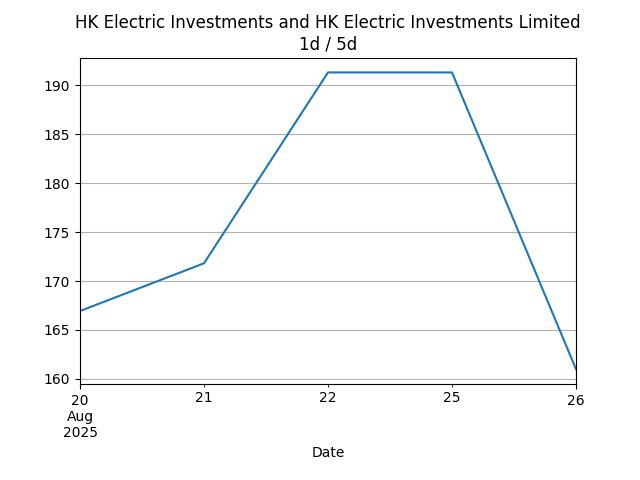 HK Electric Investments and HK Electric Investments Limited
1d / 5d
190
185
180
175
170
165
160
20 21 22 25 26
Aug
2025
Date